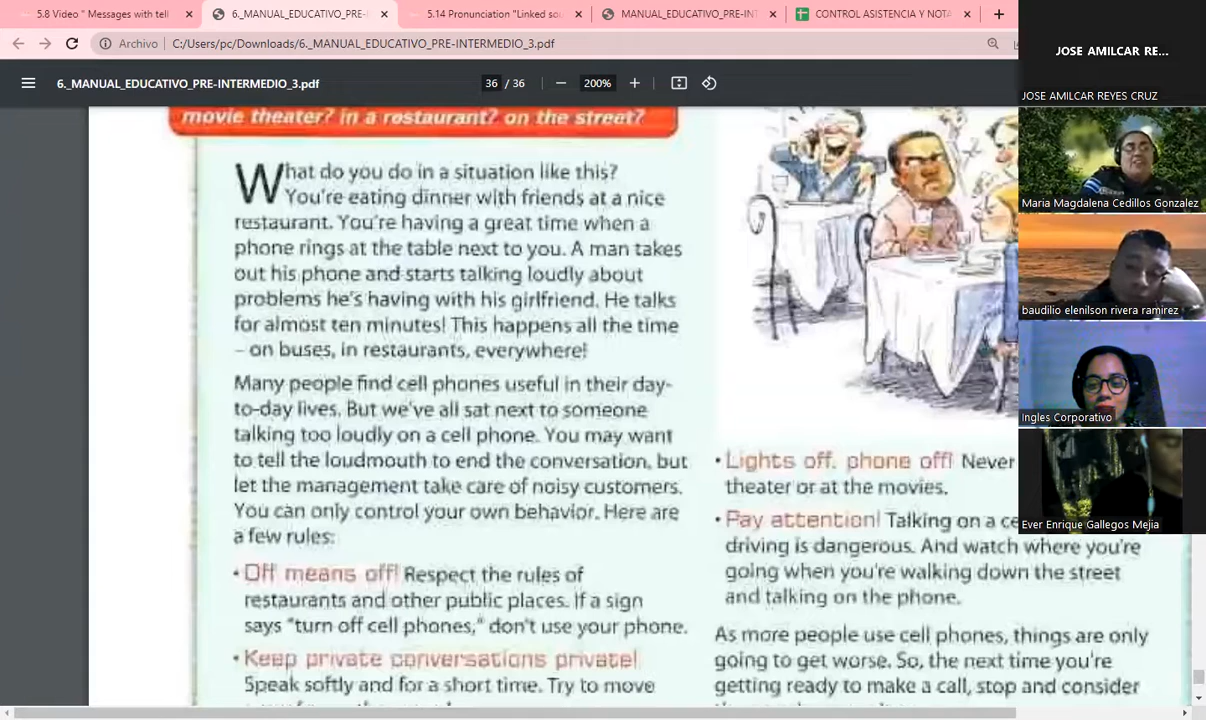 5.8 Video " Messages with tell
6._MANUAL_EDUCATIVO_PRE-
5.14 Pronunciation "Linked sou
MANUAL_EDUCATIVO_PRE-INT
CONTROL ASISTENCIA Y NOTA
Archivo
C:/Users/pc/Downloads/6._MANUAL_EDUCATIVO_PRE-INTERMEDIO_3.pdf
6._MANUAL_EDUCATIVO_PRE-INTERMEDIO_3.pdf
36 / 36
200%
movie theater? in a restaurant? on the street?
What do you do in a situation like this?
You're eating dinner with friends at a nice
restaurant. You're having a great time when a
phone rings at the table next to you. A man takes
out his phone and starts talking loudly about
problems he's having with his girlfriend. He talks
for almost ten minutes! This happens all the time
– on buses, in restaurants, everywhere!
Many people find cell phones useful in their day-
to-day lives. But we've all sat next to someone
talking too loudly on a cell phone. You may want
to tell the loudmouth to end the conversation, but
let the management take care of noisy customers.
You can only control your own behavior. Here are
a few rules:
• Off means off! Respect the rules of
restaurants and other public places. If a sign
says "turn off cell phones," don't use your phone.
• Keep private conversations private!
Speak softly and for a short time. Try to move
• Lights off, phone off! Never
theater or at the movies.
• Pay attention! Talking on a ce
driving is dangerous. And watch where you're
going when you're walking down the street
and talking on the phone.
As more people use cell phones, things are only
going to get worse. So, the next time you're
getting ready to make a call, stop and consider
JOSE AMILCAR RE...
JOSE AMILCAR REYES CRUZ
Maria Magdalena Cedillos Gonzalez
baudilio elenilson rivera ramirez
Ingles Corporativo
Ever Enrique Gallegos Mejia